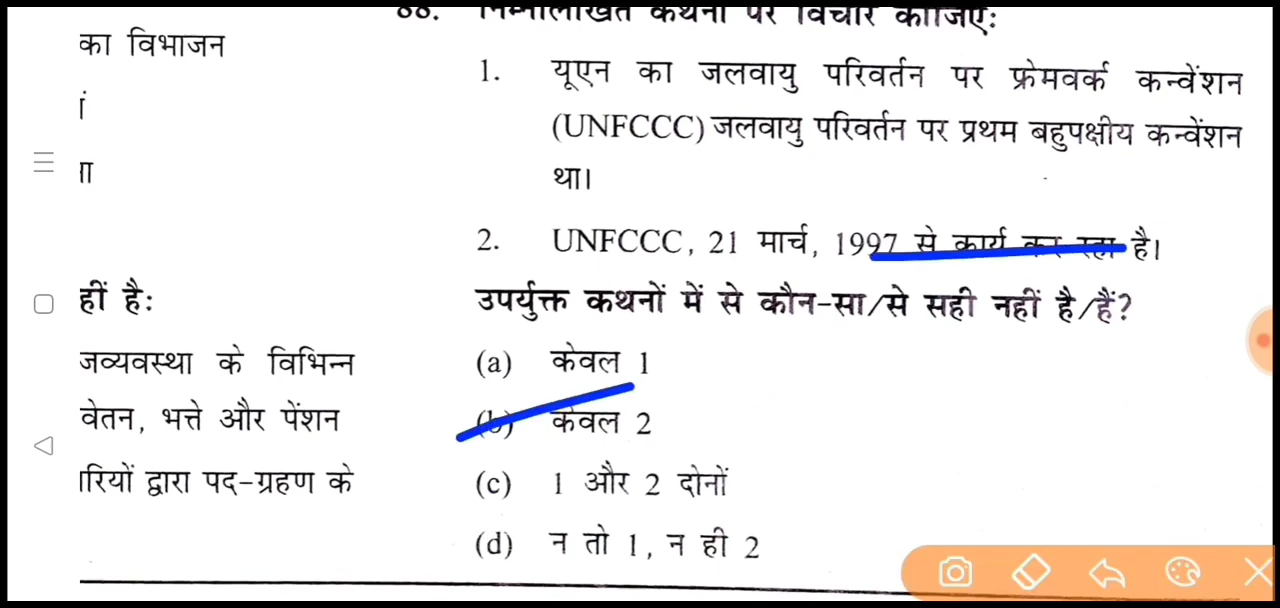 88. निम्नलिखित कथनों पर विचार कीजिए:
का विभाजन
1. यूएन का जलवायु परिवर्तन पर फ्रेमवर्क कन्वेंशन
(UNFCCC) जलवायु परिवर्तन पर प्रथम बहुपक्षीय कन्वेंशन
था।
2. UNFCCC, 21 मार्च, 1997 से कार्य कर रहा है।
हीं है:
उपर्युक्त कथनों में से कौन-सा/से सही नहीं है/हैं?
जव्यवस्था के विभिन्न
(a) केवल 1
वेतन, भत्ते और पेंशन
(b) केवल 2
रियों द्वारा पद-ग्रहण के
(c) 1 और 2 दोनों
(d) न तो 1, न ही 2